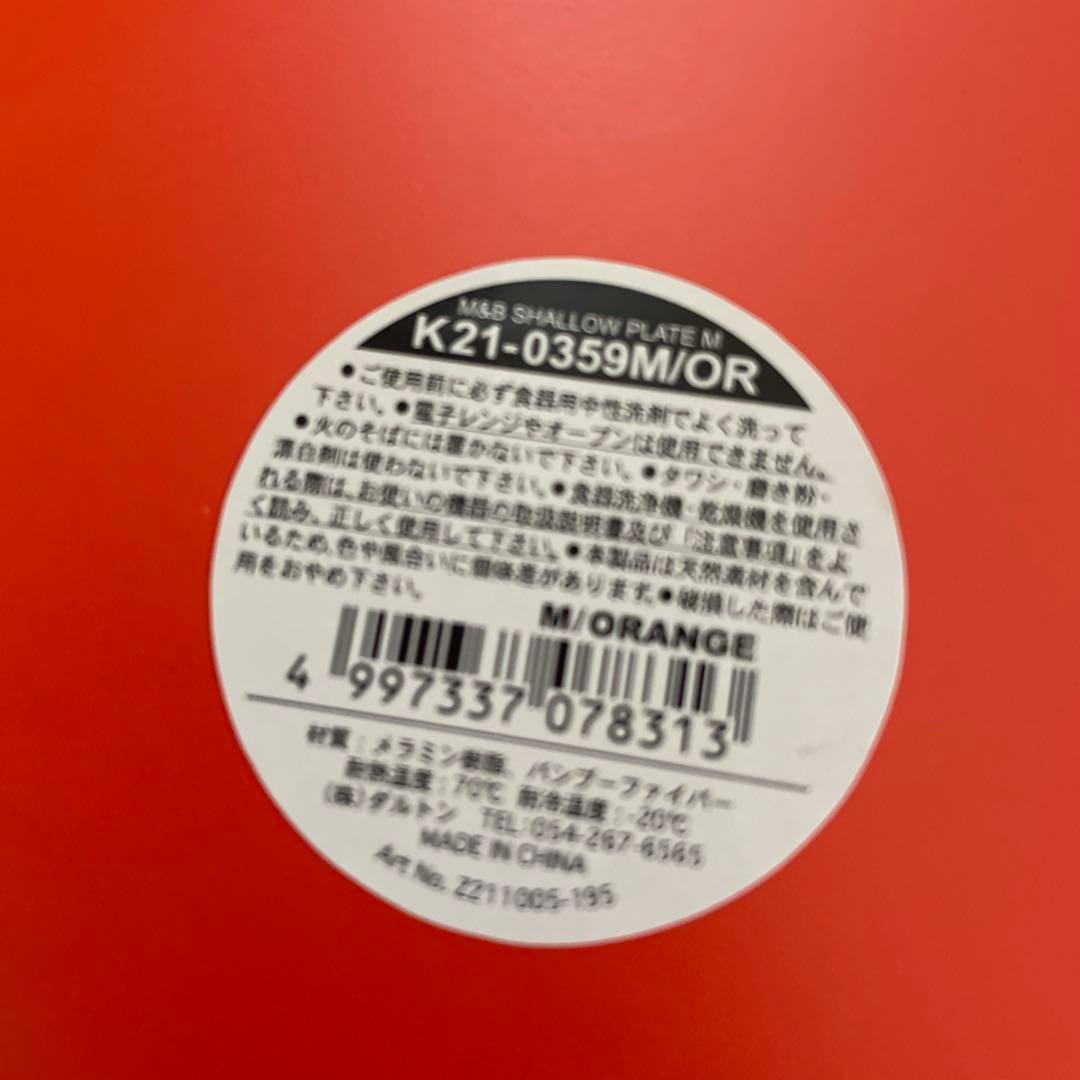 M&B SHALLOW PLATE M
K21-0359M/OR
●ご使用前に必ず食器用中性洗剤でよく洗って
下さい。●電子レンジやオーブンは使用できません。
●火のそばには置かないで下さい。●タワシ・磨き粉・
漂白剤は使わないで下さい。●食器洗浄機・乾燥機を使用さ
れる際は、お使いの機器の取扱説明書及び「注意事項」をよ
く読み、正しく使用して下さい。●本製品は天然素材を含んで
いるため、色や風合いに個体差があります。●破損した際はご使
用をおやめ下さい。
M/ORANGE
4 997337 078313
材質:メラミン樹脂、バンブーファイバー
耐熱温度:70℃ 耐冷温度:-20℃
(株)ダルトン TEL:054-267-6565
MADE IN CHINA
Art No. Z211005-195